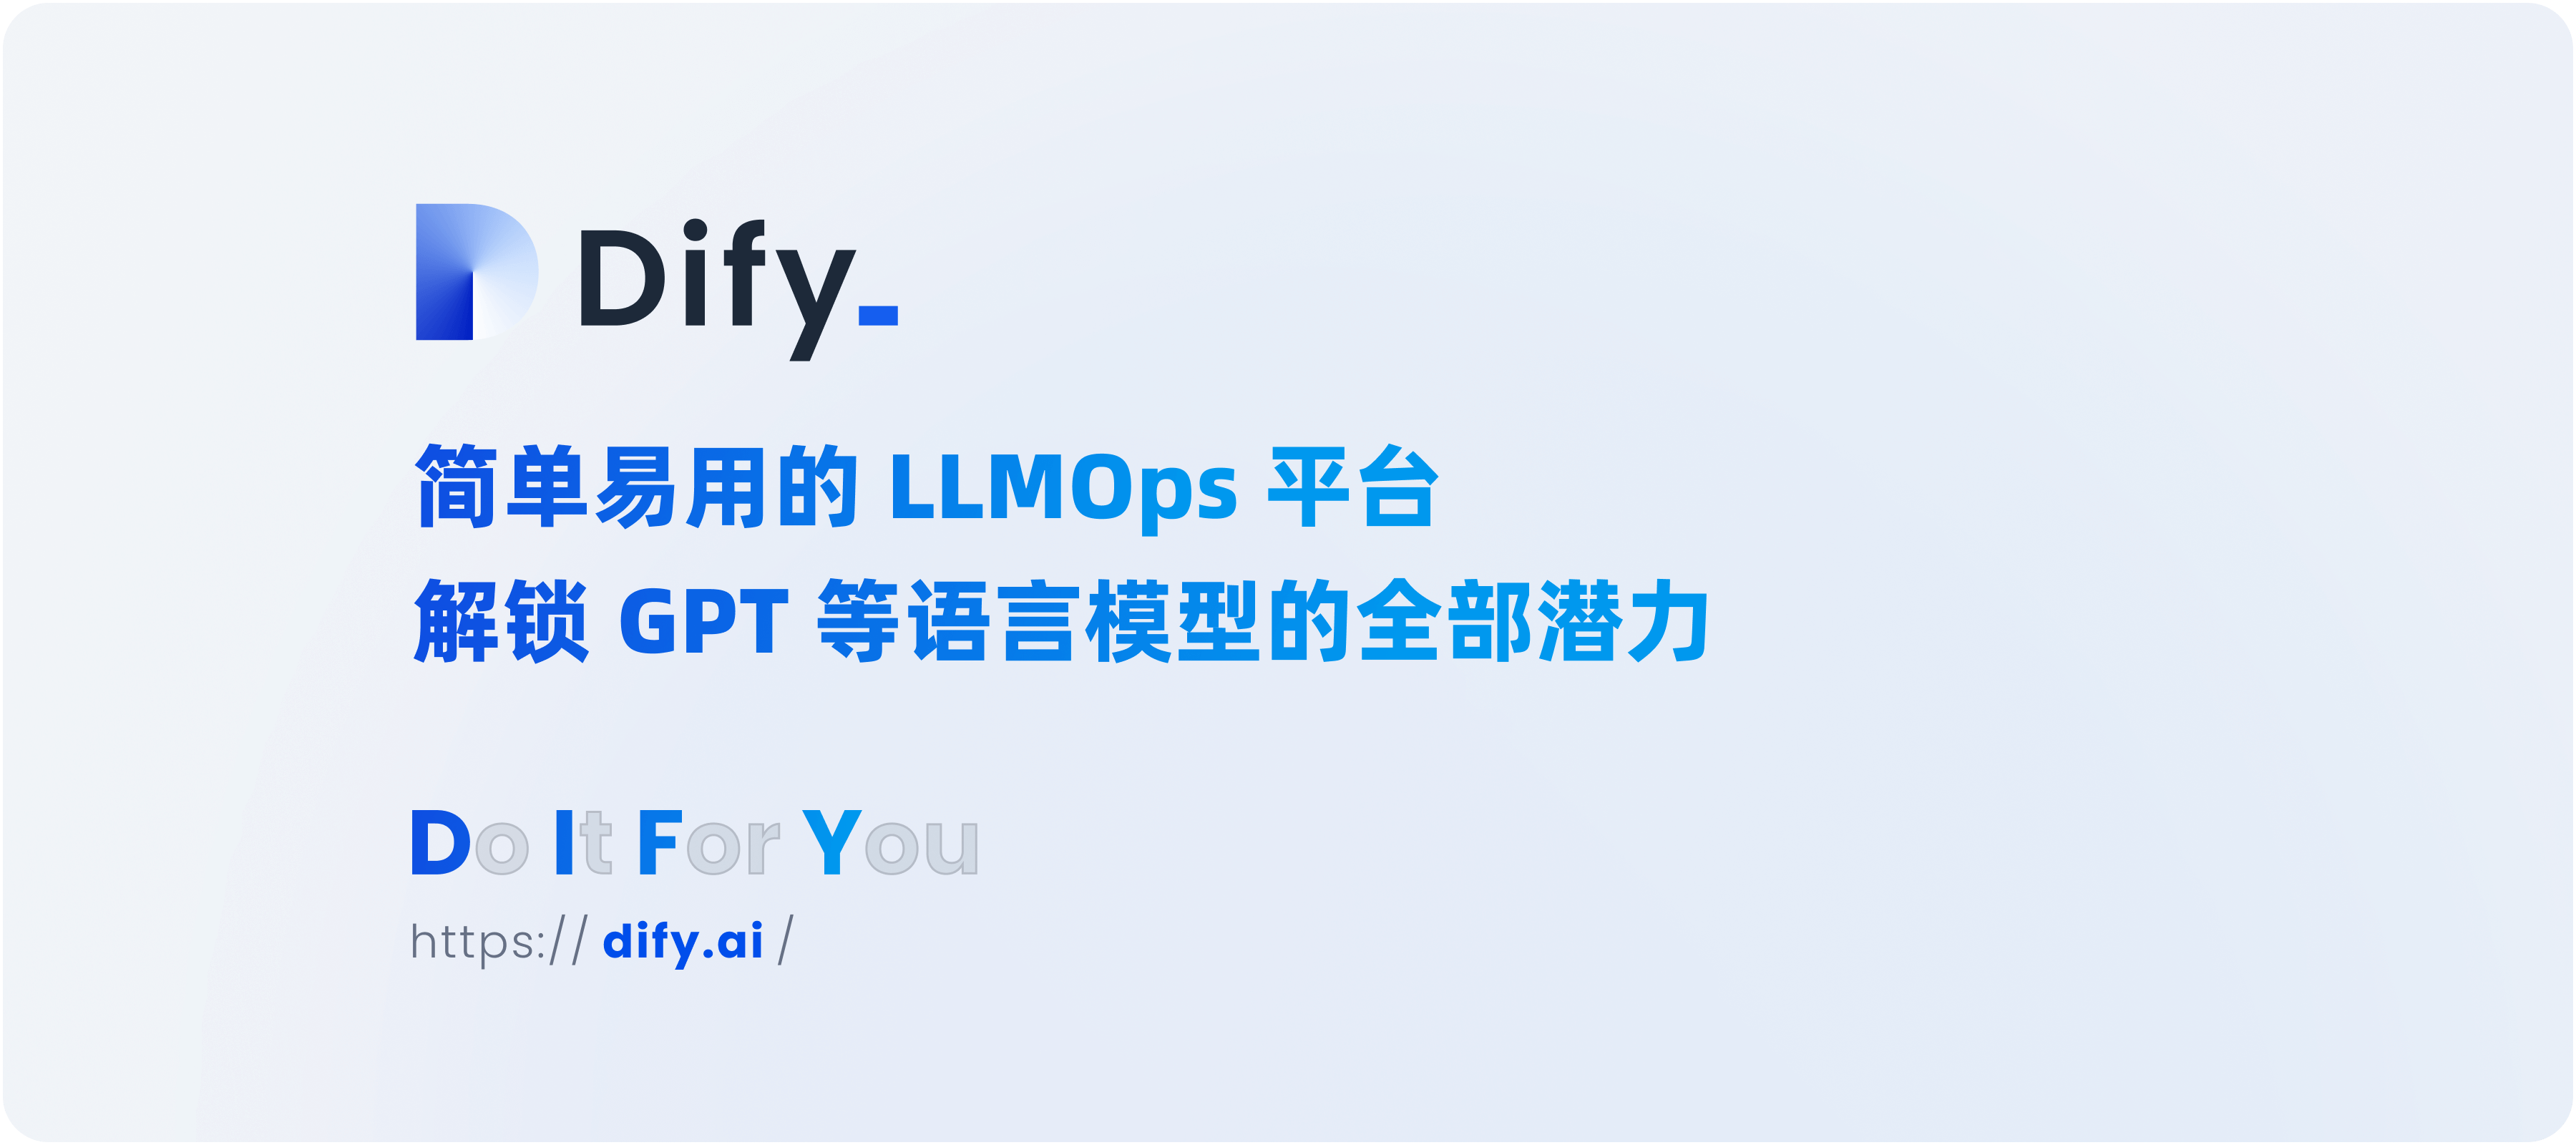 Dify_
简单易用的 LLMOps 平台
解锁 GPT 等语言模型的全部潜力
Do It For You
https:// dify.ai /